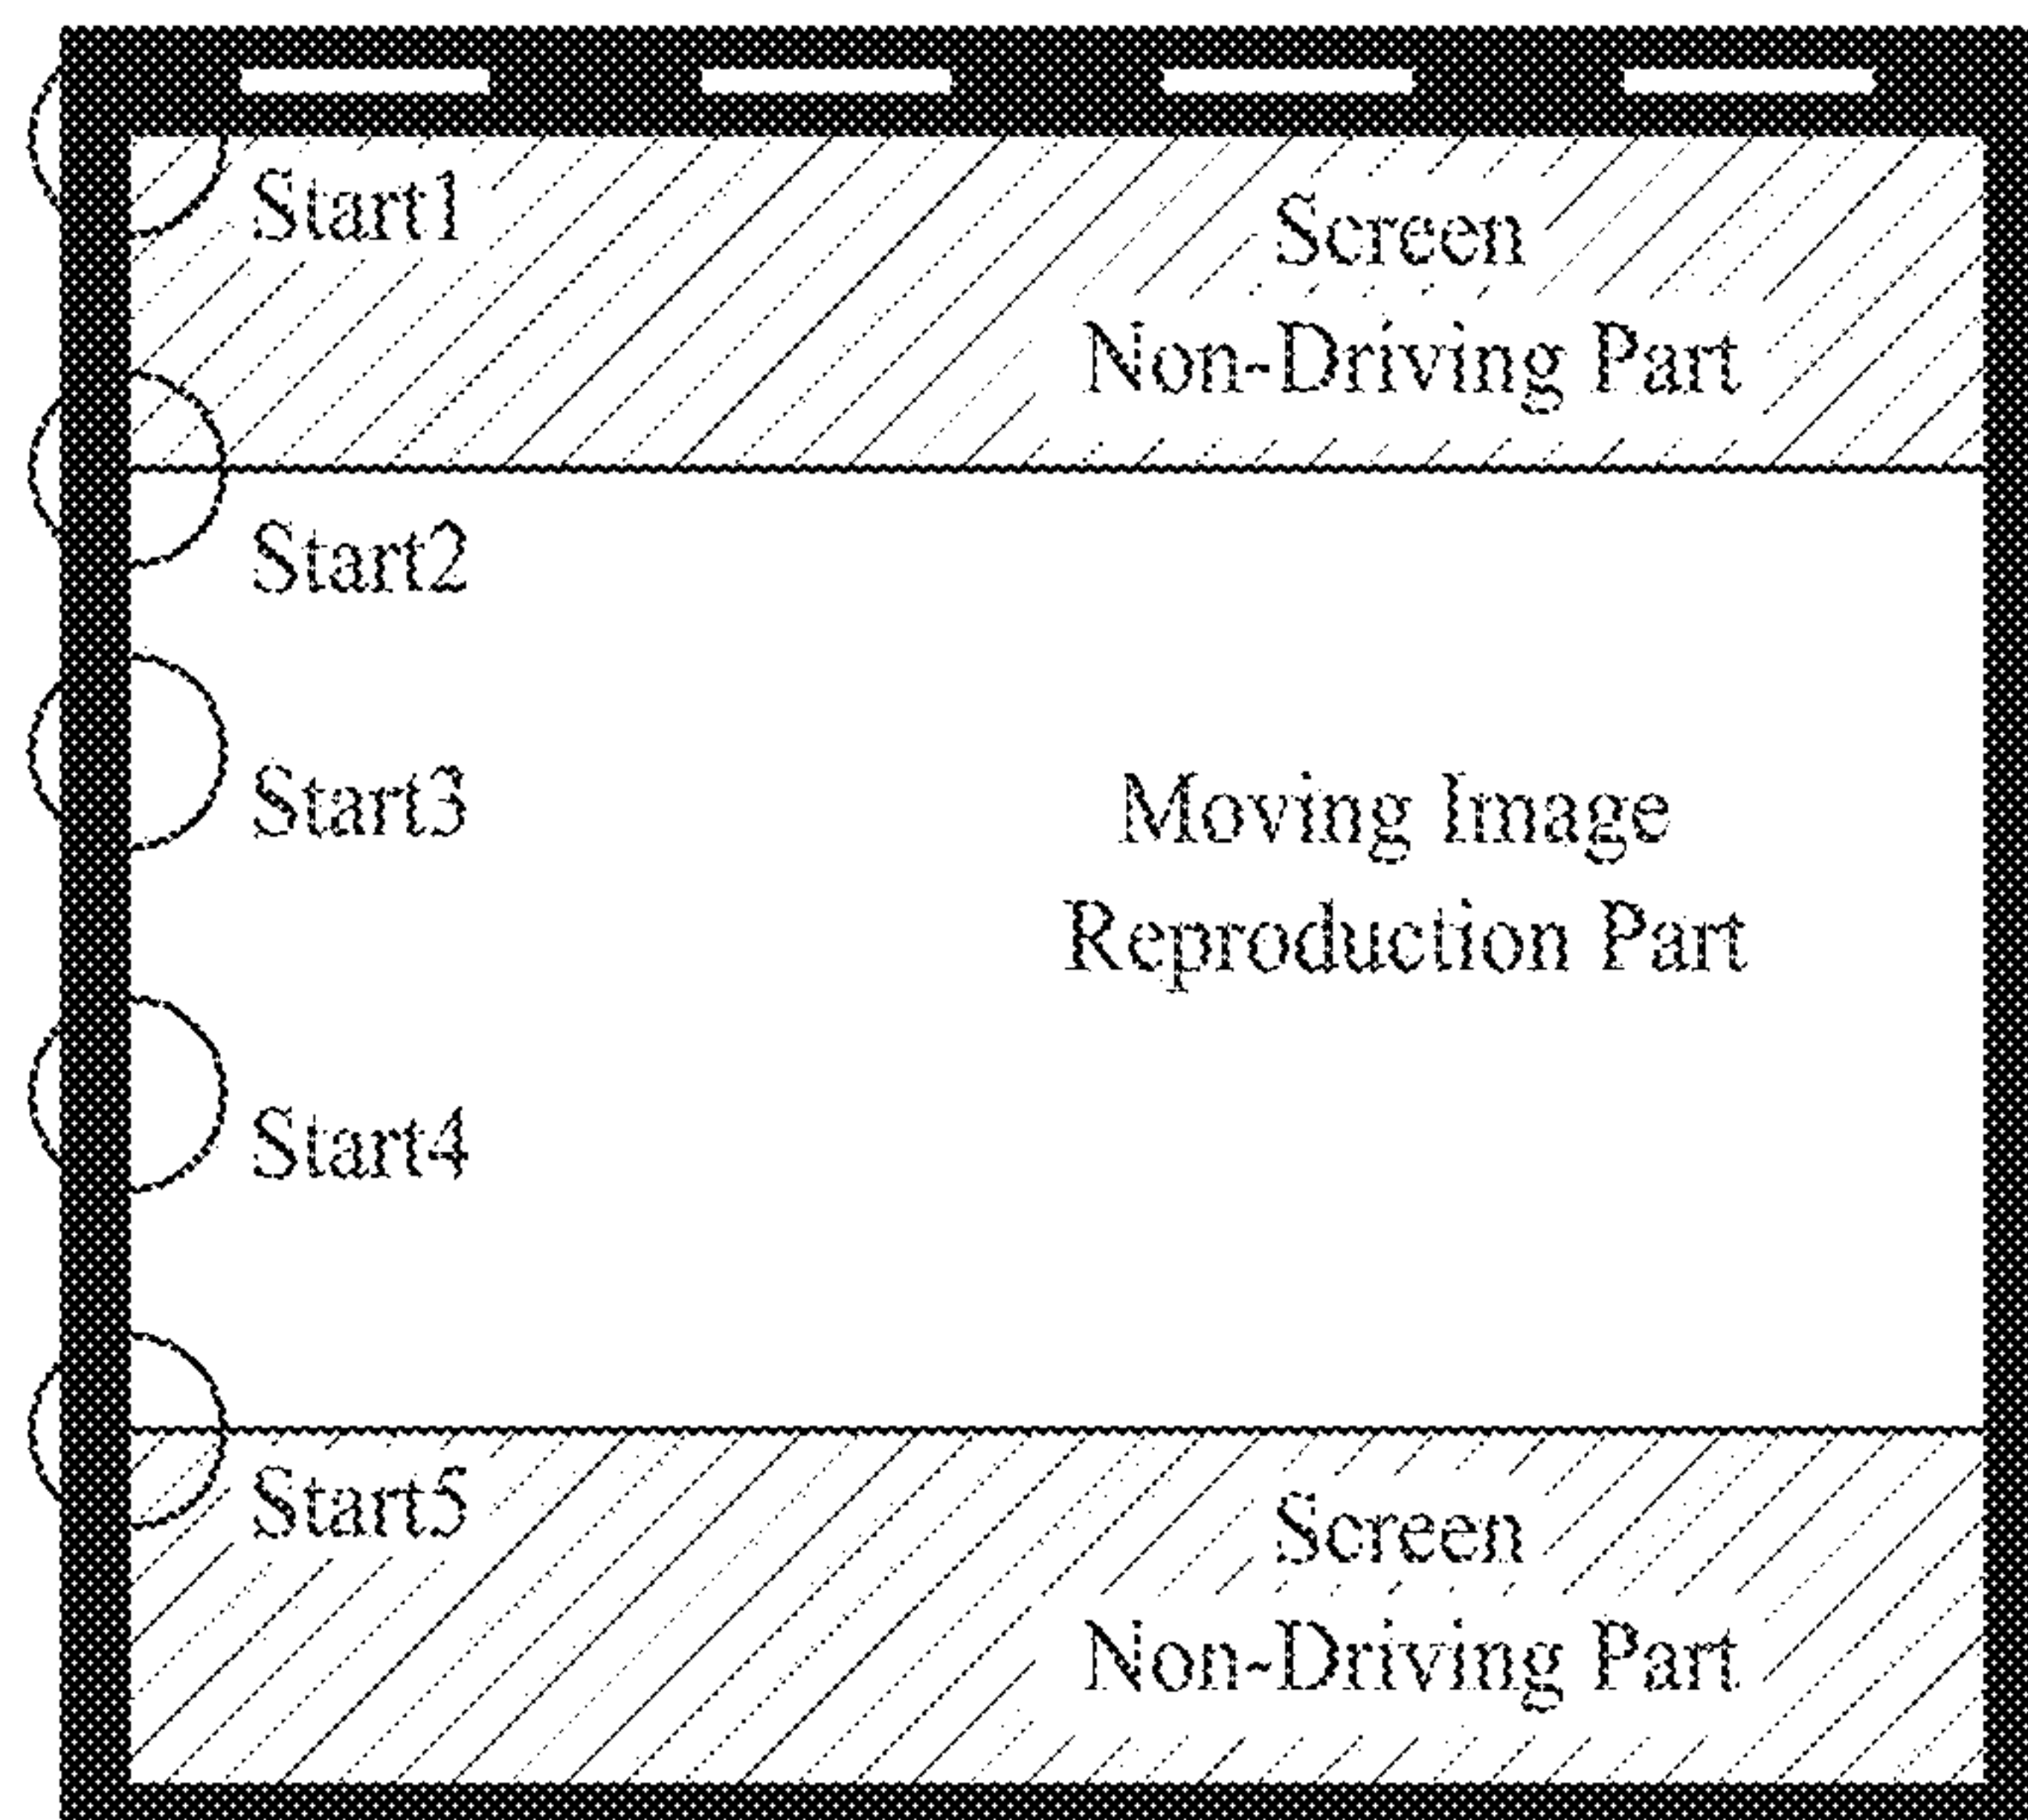 Start1
Screen
Non-Driving Part
Start2
Start3
Moving Image
Reproduction Part
Start4
Start5
Screen
Non-Driving Part